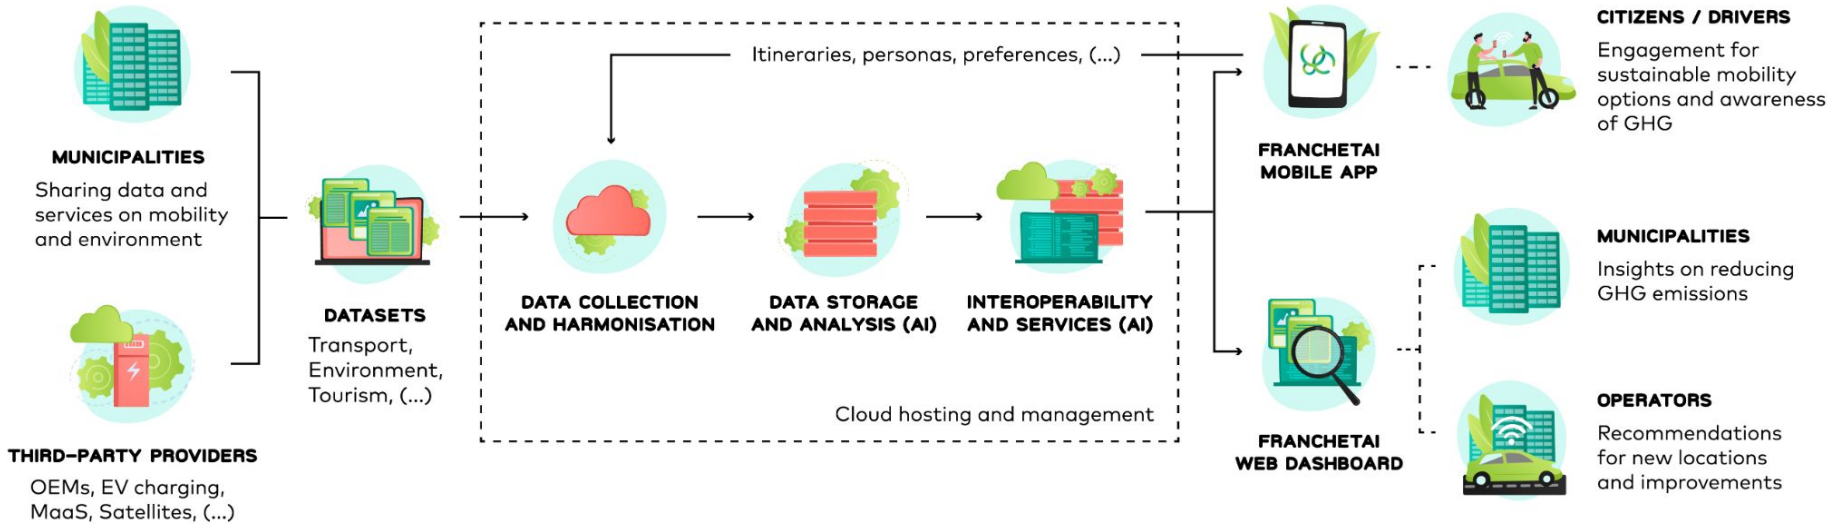 MUNICIPALITIES
Sharing data and
services on mobility
and environment
THIRD-PARTY PROVIDERS
OEMs, EV charging,
MaaS, Satellites, (...)
DATASETS
Transport,
Environment,
Tourism, (...)
Itineraries, personas, preferences, (...)
DATA COLLECTION
AND HARMONISATION
DATA STORAGE
AND ANALYSIS (AI)
INTEROPERABILITY
AND SERVICES (AI)
Cloud hosting and management
FRANCHETAI
MOBILE APP
FRANCHETAI
WEB DASHBOARD
CITIZENS / DRIVERS
Engagement for
sustainable mobility
options and awareness
of GHG
MUNICIPALITIES
Insights on reducing
GHG emissions
OPERATORS
Recommendations
for new locations
and improvements